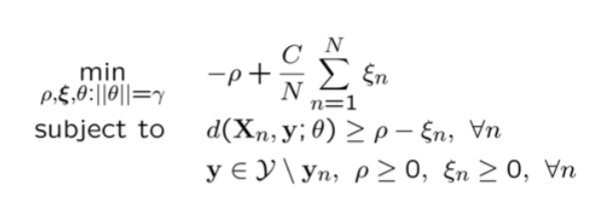 min −ρ + C/N ∑_{n=1}^{N} ξ_n
ρ,ξ,θ:||θ||=γ
subject to d(X_n, y; θ) ≥ ρ − ξ_n, ∀n
y ∈ 𝒴 \ y_n, ρ ≥ 0, ξ_n ≥ 0, ∀n